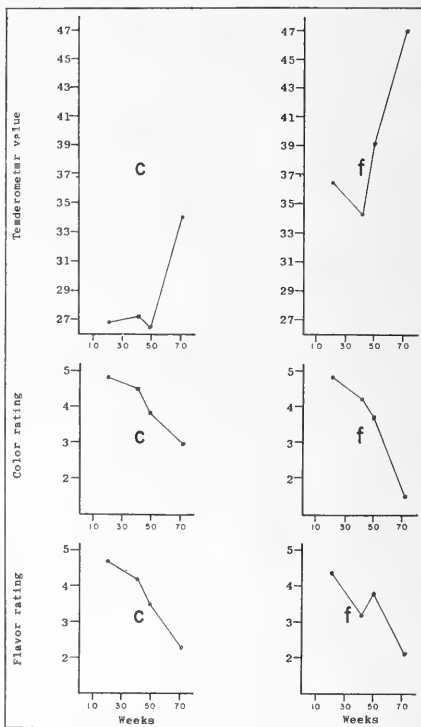 Temderometmr value
47 47
45 45
43 43
41 41
39 39
37 37
35 35
33 33
31 31
29 29
27 27
c f
10 30 50 70 10 30 50 70
Color rating
5 5
4 4
3 3
2 2
c f
10 30 50 70 10 30 50 70
Flavor rating
5 5
4 4
3 3
2 2
c f
10 30 50 70 10 30 50 70
Weeks Weeks